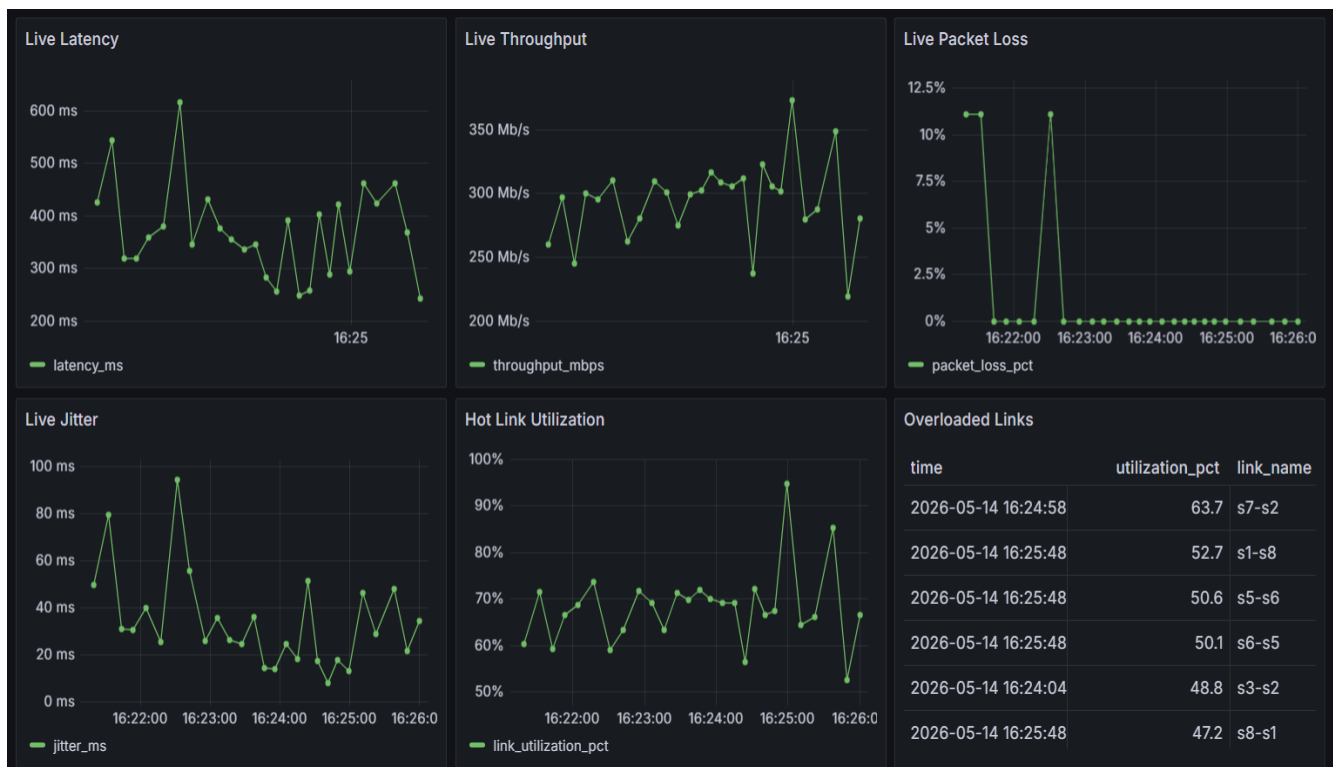 Live Latency
600 ms
500 ms
400 ms
300 ms
200 ms
16:25
latency_ms
Live Throughput
350 Mb/s
300 Mb/s
250 Mb/s
200 Mb/s
16:25
throughput_mbps
Live Packet Loss
12.5%
10%
7.5%
5%
2.5%
0%
16:22:00 16:23:00 16:24:00 16:25:00 16:26:0
packet_loss_pct
Live Jitter
100 ms
80 ms
60 ms
40 ms
20 ms
0 ms
16:22:00 16:23:00 16:24:00 16:25:00 16:26:0
jitter_ms
Hot Link Utilization
100%
90%
80%
70%
60%
50%
16:22:00 16:23:00 16:24:00 16:25:00 16:26:0
link_utilization_pct
Overloaded Links
time utilization_pct link_name
2026-05-14 16:24:58 63.7 s7-s2
2026-05-14 16:25:48 52.7 s1-s8
2026-05-14 16:25:48 50.6 s5-s6
2026-05-14 16:25:48 50.1 s6-s5
2026-05-14 16:24:04 48.8 s3-s2
2026-05-14 16:25:48 47.2 s8-s1